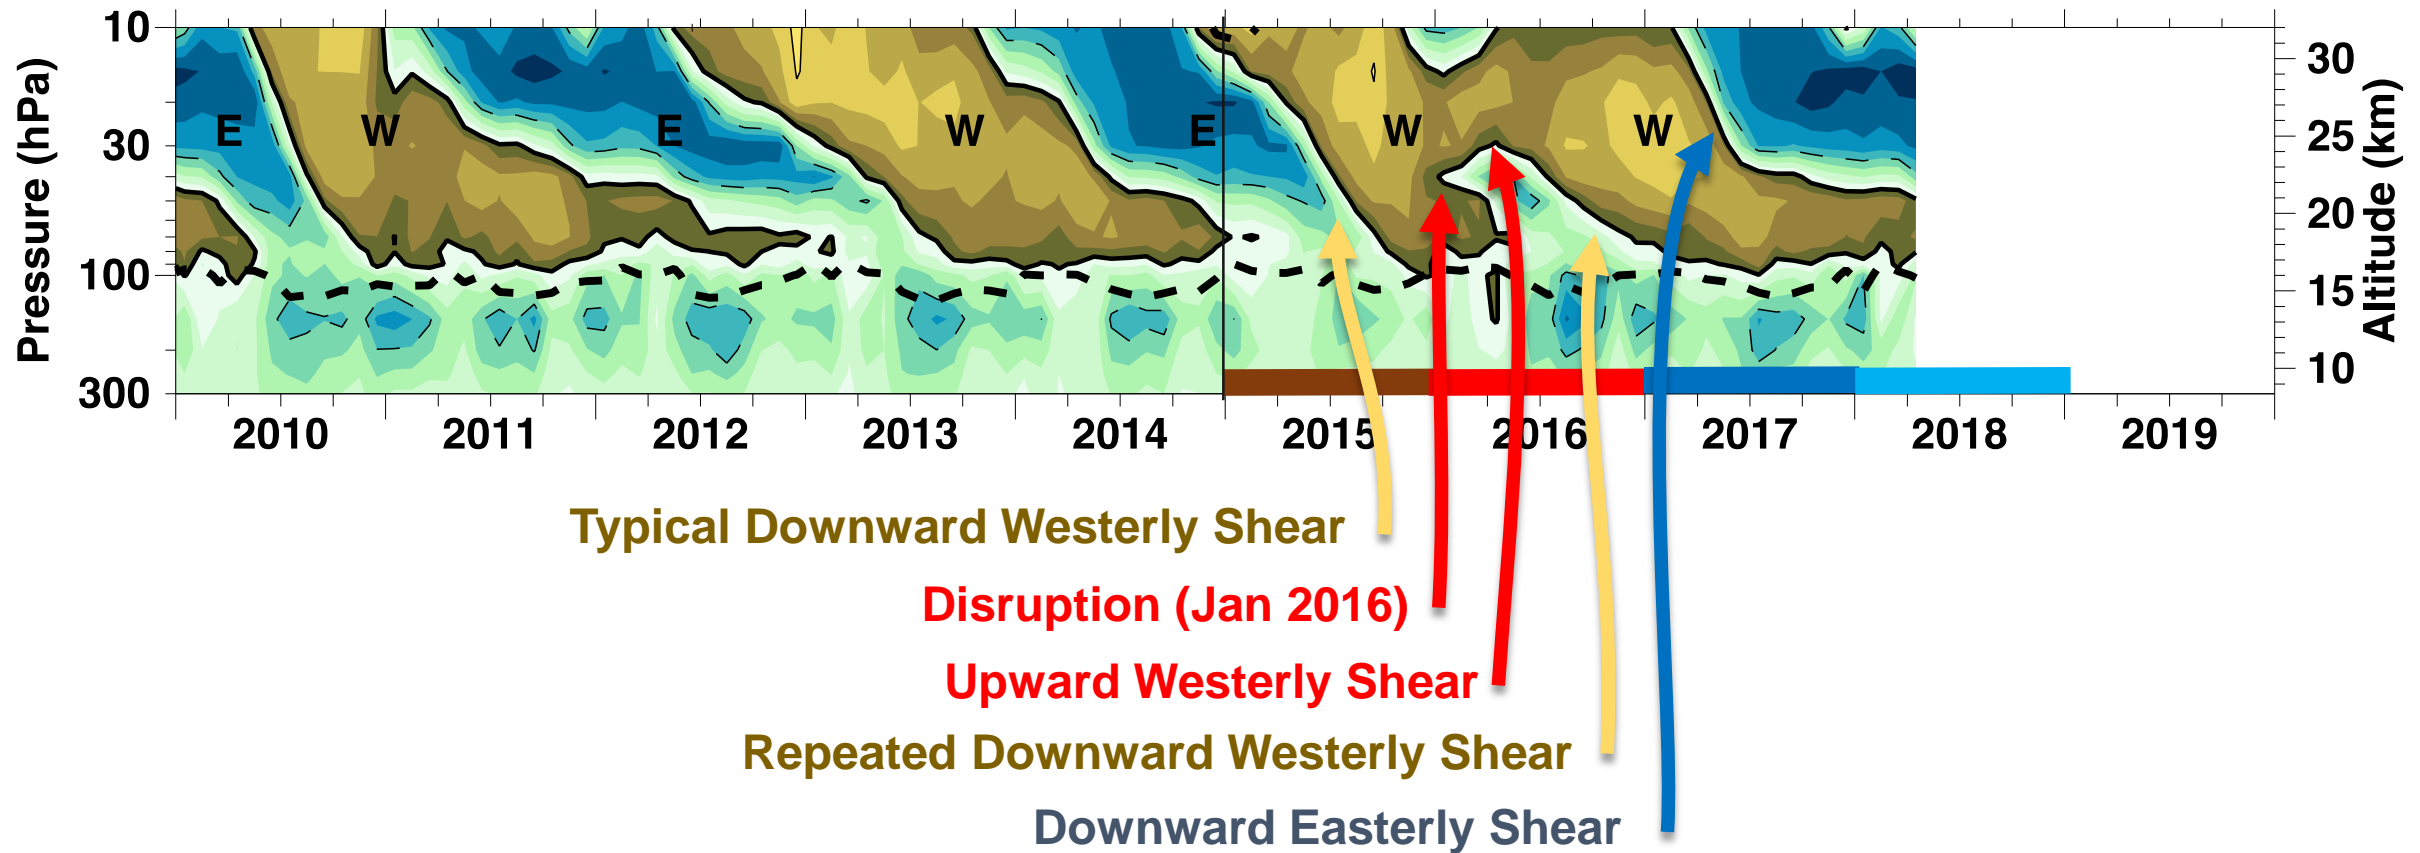 10
30
100
300
Pressure (hPa)
E
W
E
W
E
W
W
30
25
20
15
10
Altitude (km)
2010 2011 2012 2013 2014 2015 2016 2017 2018 2019
Typical Downward Westerly Shear
Disruption (Jan 2016)
Upward Westerly Shear
Repeated Downward Westerly Shear
Downward Easterly Shear